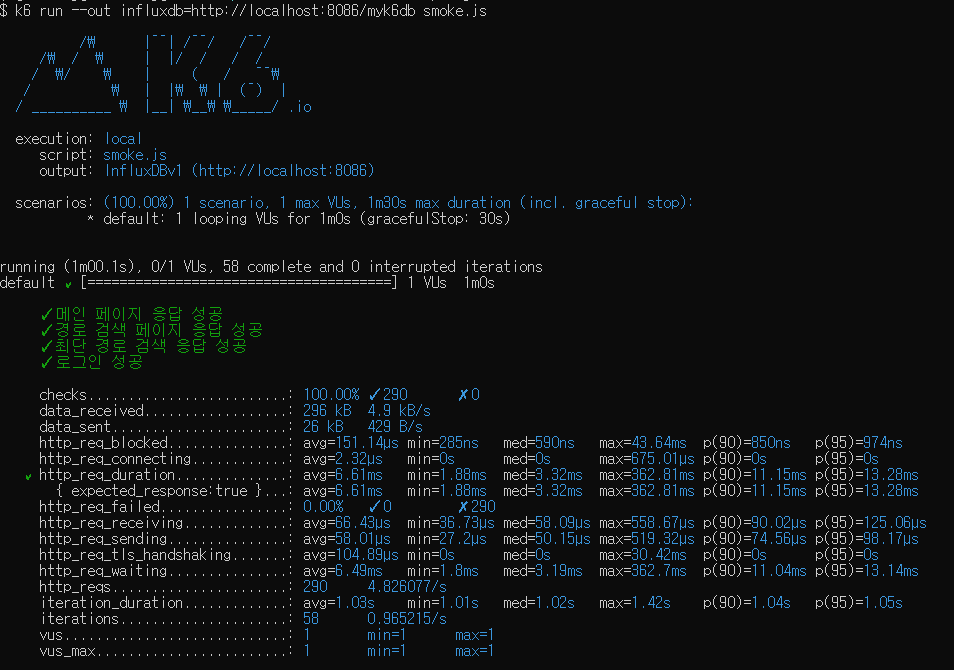 $ k6 run --out influxdb=http://localhost:8086/myk6db smoke.js
         /₩      |‾‾| /‾‾/   /‾‾/
    /₩  /  ₩     |  |/  /   /  /
   /  ₩/    ₩    |     (   /   ‾‾₩
  /          ₩   |  |₩  ₩ |  (‾)  |
 / __________ ₩  |__| ₩__₩ ₩_____/ .io
execution: local
script: smoke.js
output: InfluxDBv1 (http://localhost:8086)
scenarios: (100.00%) 1 scenario, 1 max VUs, 1m30s max duration (incl. graceful stop):
* default: 1 looping VUs for 1m0s (gracefulStop: 30s)
running (1m00.1s), 0/1 VUs, 58 complete and 0 interrupted iterations
default ✓ [======================================] 1 VUs  1m0s
✓ 메인 페이지 응답 성공
✓ 경로 검색 페이지 응답 성공
✓ 최단 경로 검색 응답 성공
✓ 로그인 성공
checks.........................: 100.00% ✓ 290      ✗ 0
data_received..................: 296 kB  4.9 kB/s
data_sent......................: 26 kB   429 B/s
http_req_blocked...............: avg=151.14µs min=285ns   med=590ns   max=43.64ms  p(90)=850ns   p(95)=974ns
http_req_connecting............: avg=2.32µs   min=0s      med=0s      max=675.01µs p(90)=0s      p(95)=0s
✓ http_req_duration..............: avg=6.61ms   min=1.88ms  med=3.32ms  max=362.81ms p(90)=11.15ms p(95)=13.28ms
{ expected_response:true }...: avg=6.61ms   min=1.88ms  med=3.32ms  max=362.81ms p(90)=11.15ms p(95)=13.28ms
http_req_failed................: 0.00%   ✓ 0        ✗ 290
http_req_receiving.............: avg=66.43µs  min=36.73µs med=58.09µs max=558.67µs p(90)=90.02µs p(95)=125.06µs
http_req_sending...............: avg=58.01µs  min=27.2µs  med=50.15µs max=519.32µs p(90)=74.56µs p(95)=98.17µs
http_req_tls_handshaking.......: avg=104.89µs min=0s      med=0s      max=30.42ms  p(90)=0s      p(95)=0s
http_req_waiting...............: avg=6.49ms   min=1.8ms   med=3.19ms  max=362.7ms  p(90)=11.04ms p(95)=13.14ms
http_reqs......................: 290     4.826077/s
iteration_duration.............: avg=1.03s    min=1.01s   med=1.02s   max=1.42s    p(90)=1.04s   p(95)=1.05s
iterations.....................: 58      0.965215/s
vus............................: 1       min=1      max=1
vus_max........................: 1       min=1      max=1